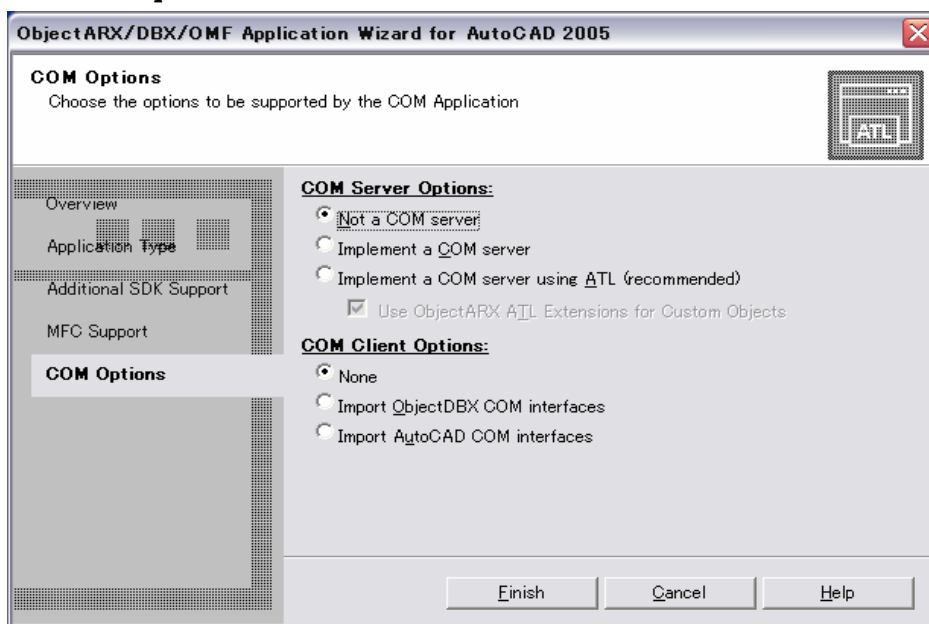 ObjectARX/DBX/OMF Application Wizard for AutoCAD 2005
COM Options
Choose the options to be supported by the COM Application
ATL
Overview
Application Type
Additional SDK Support
MFC Support
COM Options
COM Server Options:
Not a COM server
Implement a COM server
Implement a COM server using ATL (recommended)
Use ObjectARX ATL Extensions for Custom Objects
COM Client Options:
None
Import ObjectDBX COM interfaces
Import AutoCAD COM interfaces
Finish
Cancel
Help